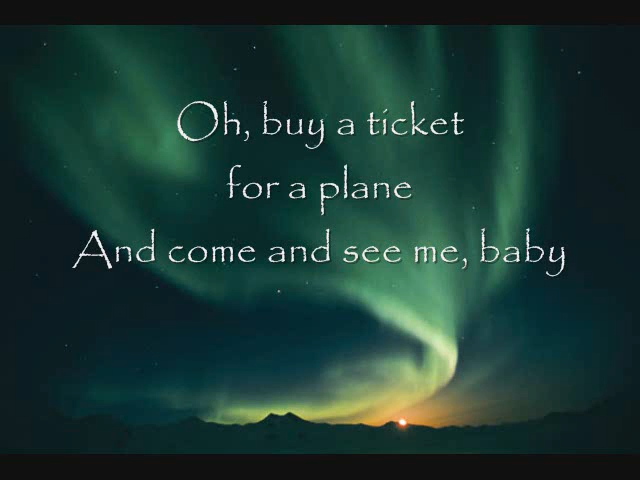 Oh, buy a ticket
for a plane
And come and see me, baby